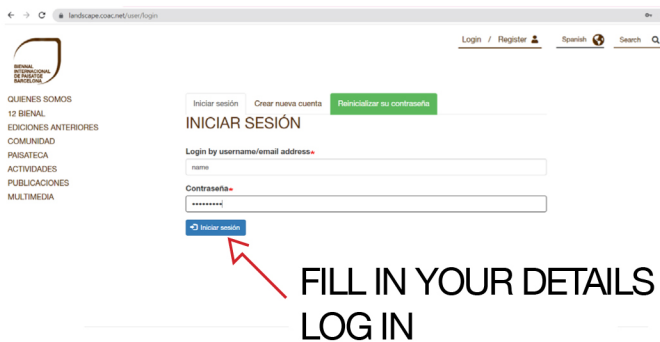 landscape.coac.net/user/login
Login / Register
Spanish
Search
BIENNAL
INTERNACIONAL
DE PAISATGE
BARCELONA
QUIENES SOMOS
12 BIENAL
EDICIONES ANTERIORES
COMUNIDAD
PAISATECA
ACTIVIDADES
PUBLICACIONES
MULTIMEDIA
Iniciar sesión
Crear nueva cuenta
Reinicializar su contraseña
INICIAR SESIÓN
Login by username/email address*
name
Contraseña*
•••••••••
Iniciar sesión
FILL IN YOUR DETAILS
LOG IN